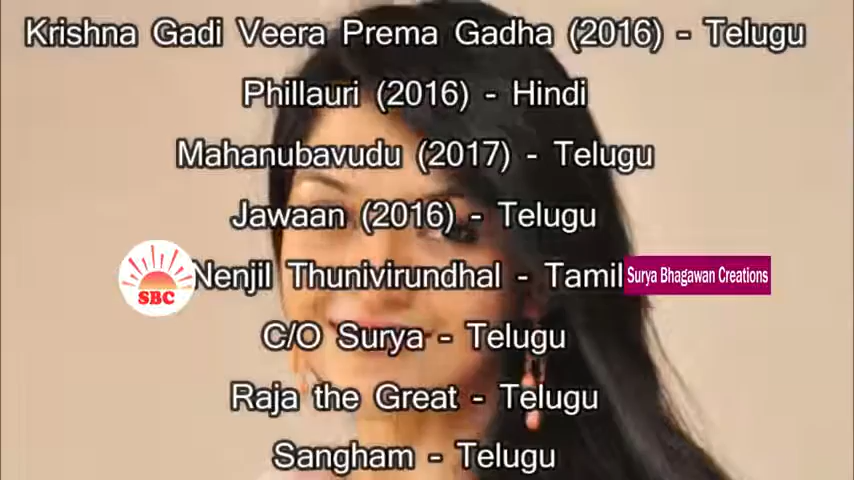 Krishna Gadi Veera Prema Gadha (2016) - Telugu
Phillauri (2016) - Hindi
Mahanubavudu (2017) - Telugu
Jawaan (2016) - Telugu
SBC Nenjil Thunivirundhal - Tamil Surya Bhagawan Creations
C/O Surya - Telugu
Raja the Great - Telugu
Sangham - Telugu